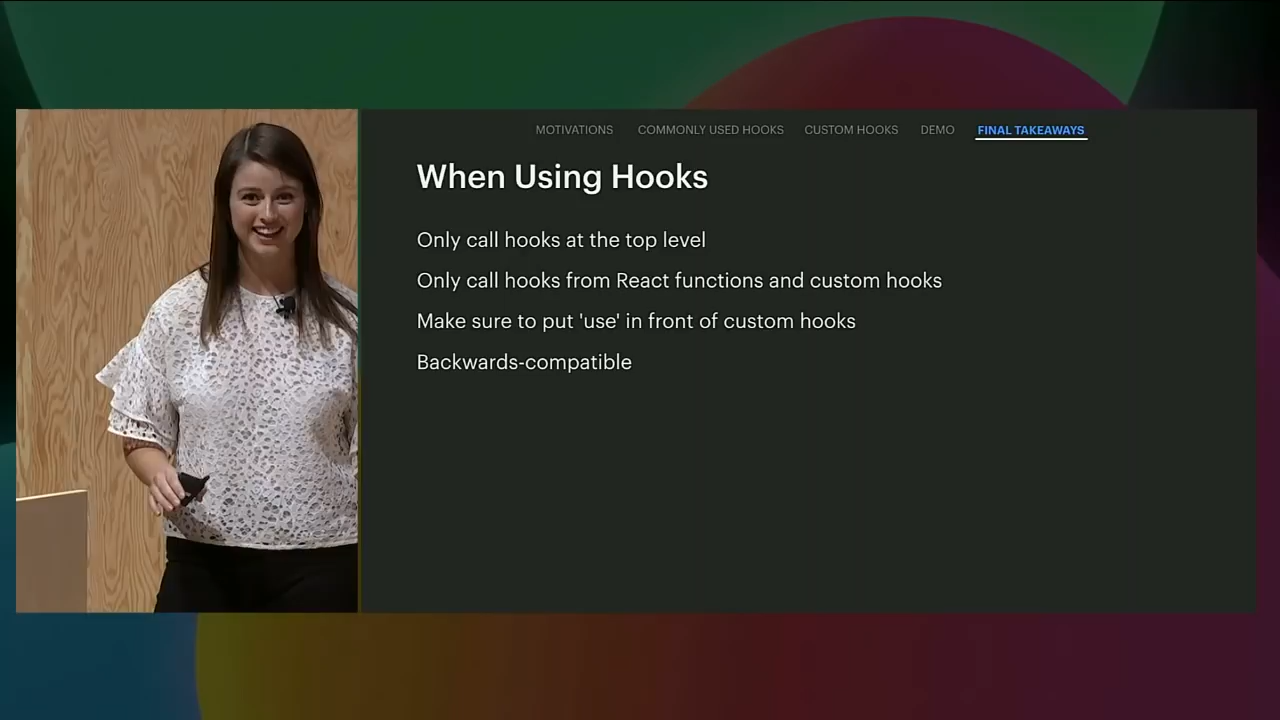 MOTIVATIONS COMMONLY USED HOOKS CUSTOM HOOKS DEMO FINAL TAKEAWAYS
When Using Hooks
Only call hooks at the top level
Only call hooks from React functions and custom hooks
Make sure to put 'use' in front of custom hooks
Backwards-compatible